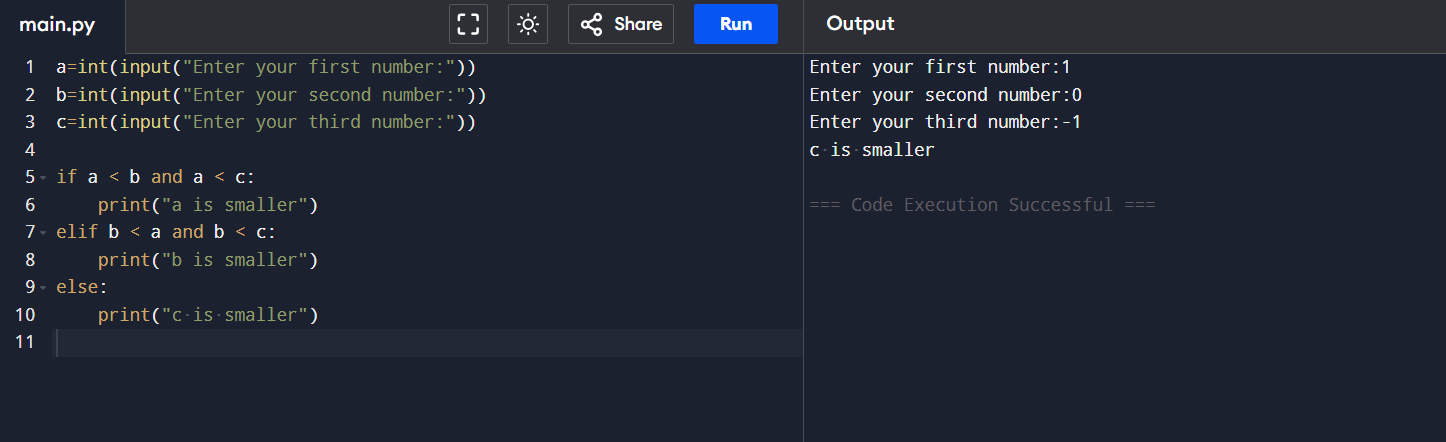 main.py Share Run Output
1 a=int(input("Enter your first number:"))
2 b=int(input("Enter your second number:"))
3 c=int(input("Enter your third number:"))
4
5 if a < b and a < c:
6     print("a is smaller")
7 elif b < a and b < c:
8     print("b is smaller")
9 else:
10     print("c·is·smaller")
11
Enter your first number:1
Enter your second number:0
Enter your third number:-1
c·is·smaller
=== Code Execution Successful ===